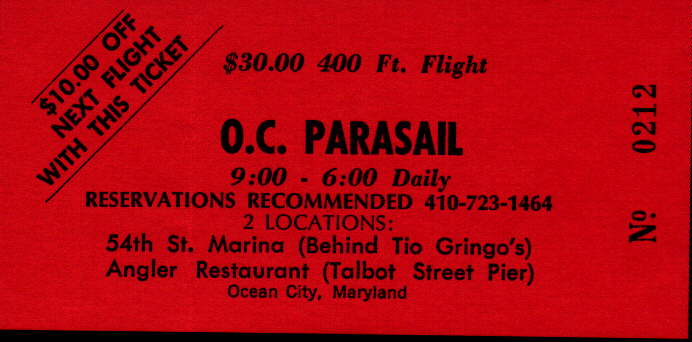 $10.00 OFF
NEXT FLIGHT
WITH THIS TICKET
$30.00 400 Ft. Flight
O.C. PARASAIL
9:00 - 6:00 Daily
RESERVATIONS RECOMMENDED 410-723-1464
2 LOCATIONS:
54th St. Marina (Behind Tio Gringo's)
Angler Restaurant (Talbot Street Pier)
Ocean City, Maryland
Nº 0212